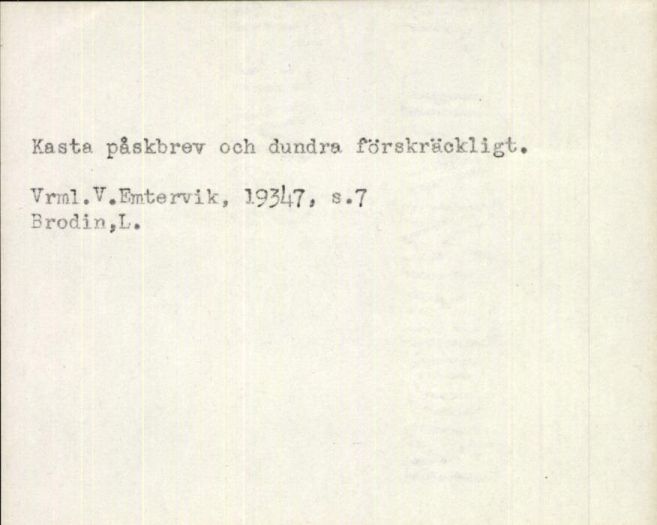 Kasta påskbrev och dundra förskräckligt.
Vrml.V.Emtervik, 19347, s.7
Brodin,L.